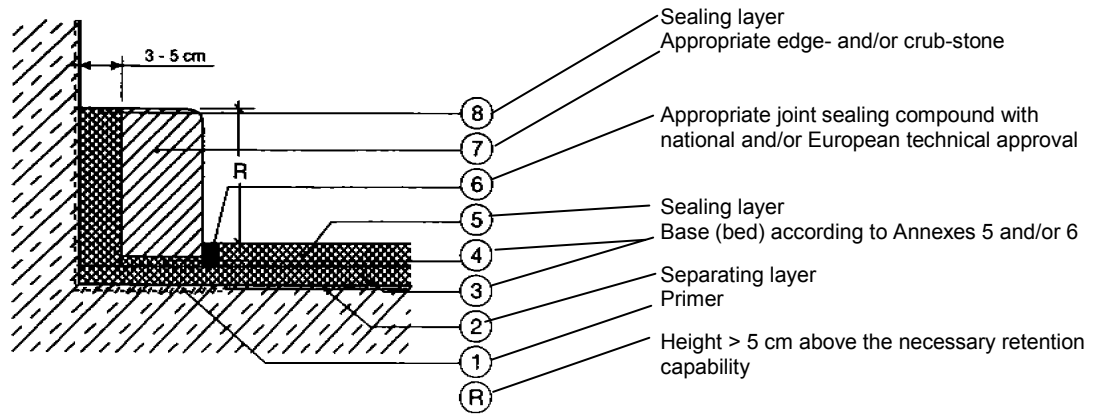 Sealing layer
Appropriate edge- and/or crub-stone
3 - 5 cm
8
Appropriate joint sealing compound with
national and/or European technical approval
7
R
6
5
Sealing layer
Base (bed) according to Annexes 5 and/or 6
4
Separating layer
3
Primer
2
Height > 5 cm above the necessary retention
capability
1
R